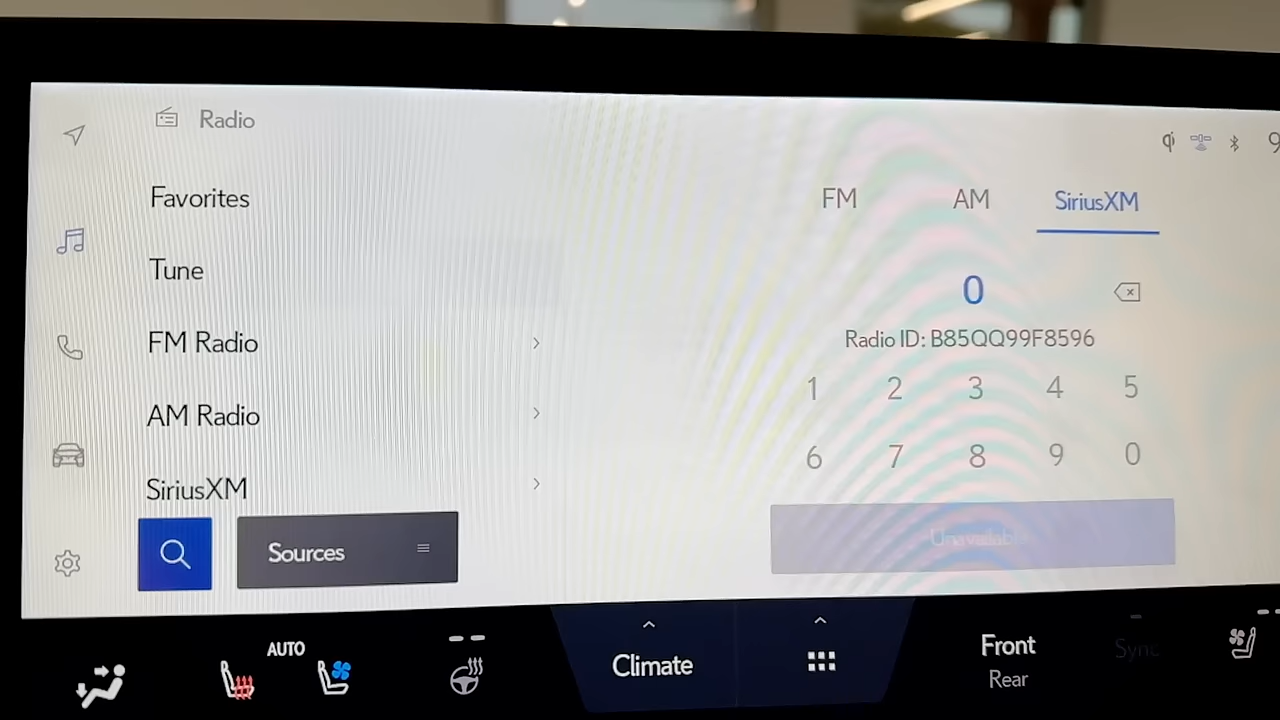 Radio
Favorites
Tune
FM Radio
AM Radio
SiriusXM
Sources
FM AM SiriusXM
0
Radio ID: B85QQ99F8596
1 2 3 4 5
6 7 8 9 0
Unavailable
AUTO
Climate
Front
Rear
Sync